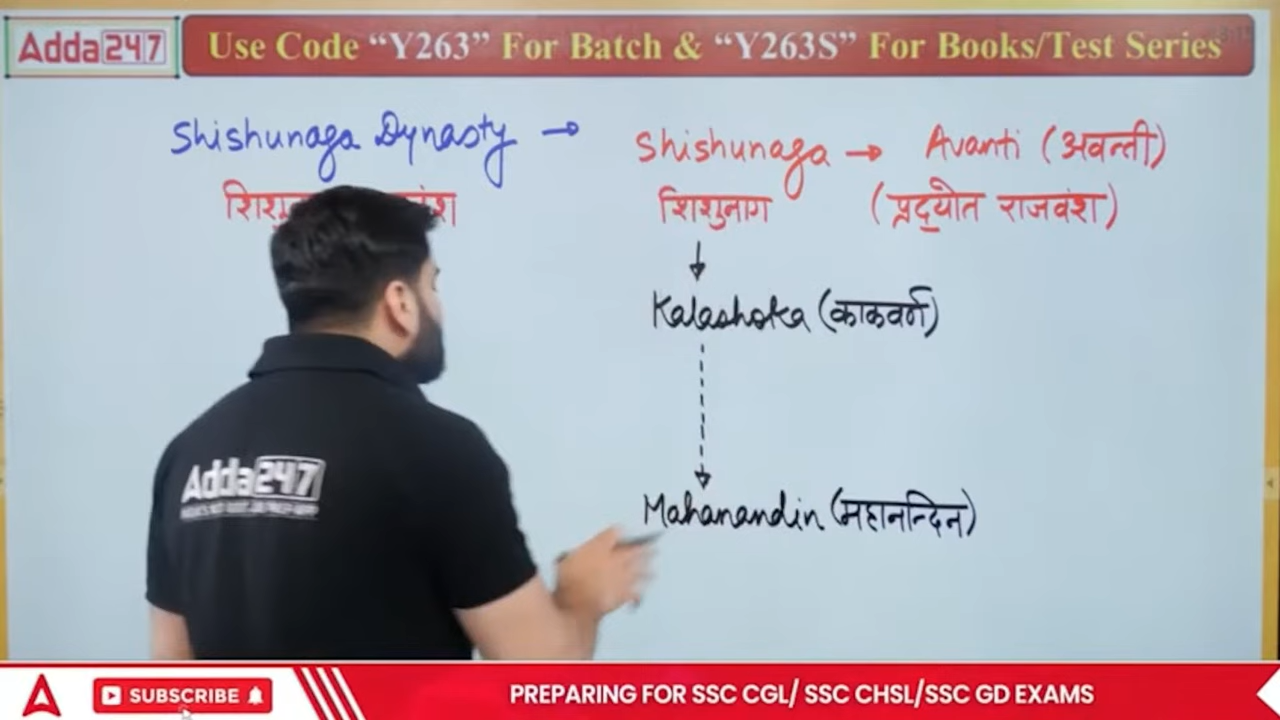 Adda247 Use Code “Y263” For Batch & “Y263S” For Books/Test Series
Shishunaga Dynasty → Shishunaga → Avanti (अवन्ती)
शिशुनाग (प्रद्योत राजवंश)
↓
Kalashoka (काकवर्ण)
Mahanandin (महानन्दिन)
Adda247
SUBSCRIBE
PREPARING FOR SSC CGL/ SSC CHSL/SSC GD EXAMS